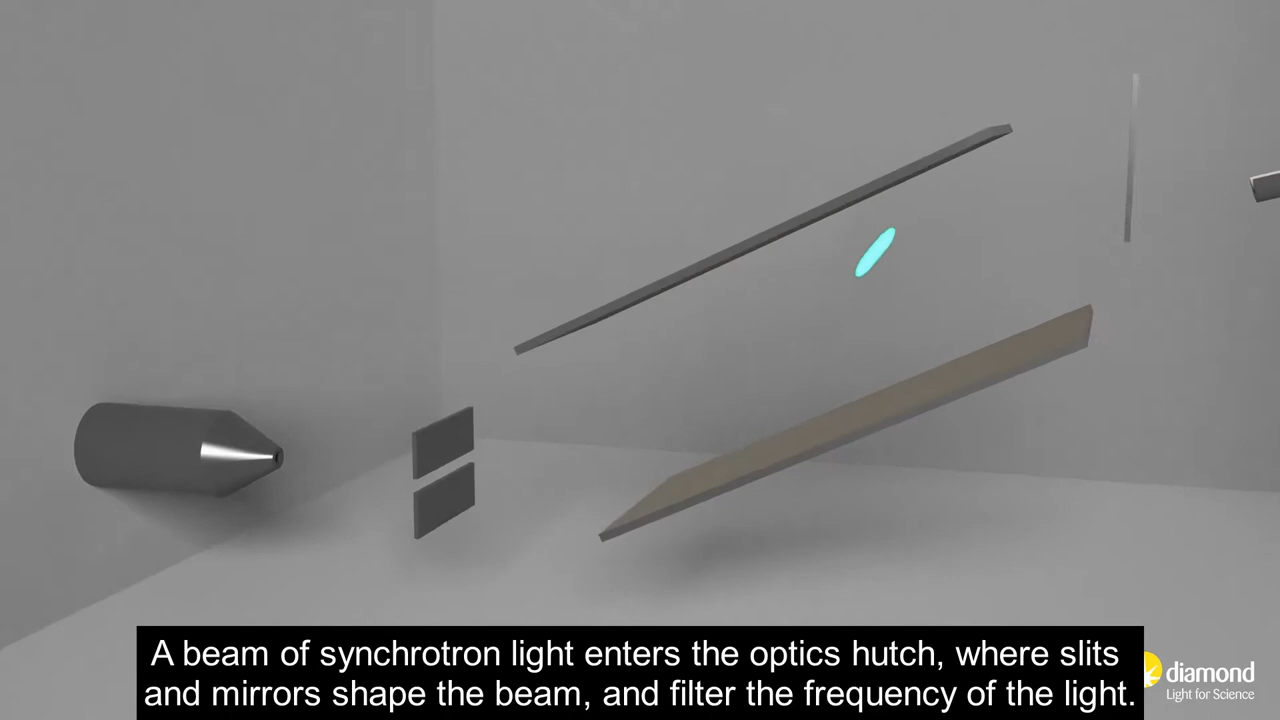 A beam of synchrotron light enters the optics hutch, where slits
and mirrors shape the beam, and filter the frequency of the light.
diamond
Light for Science